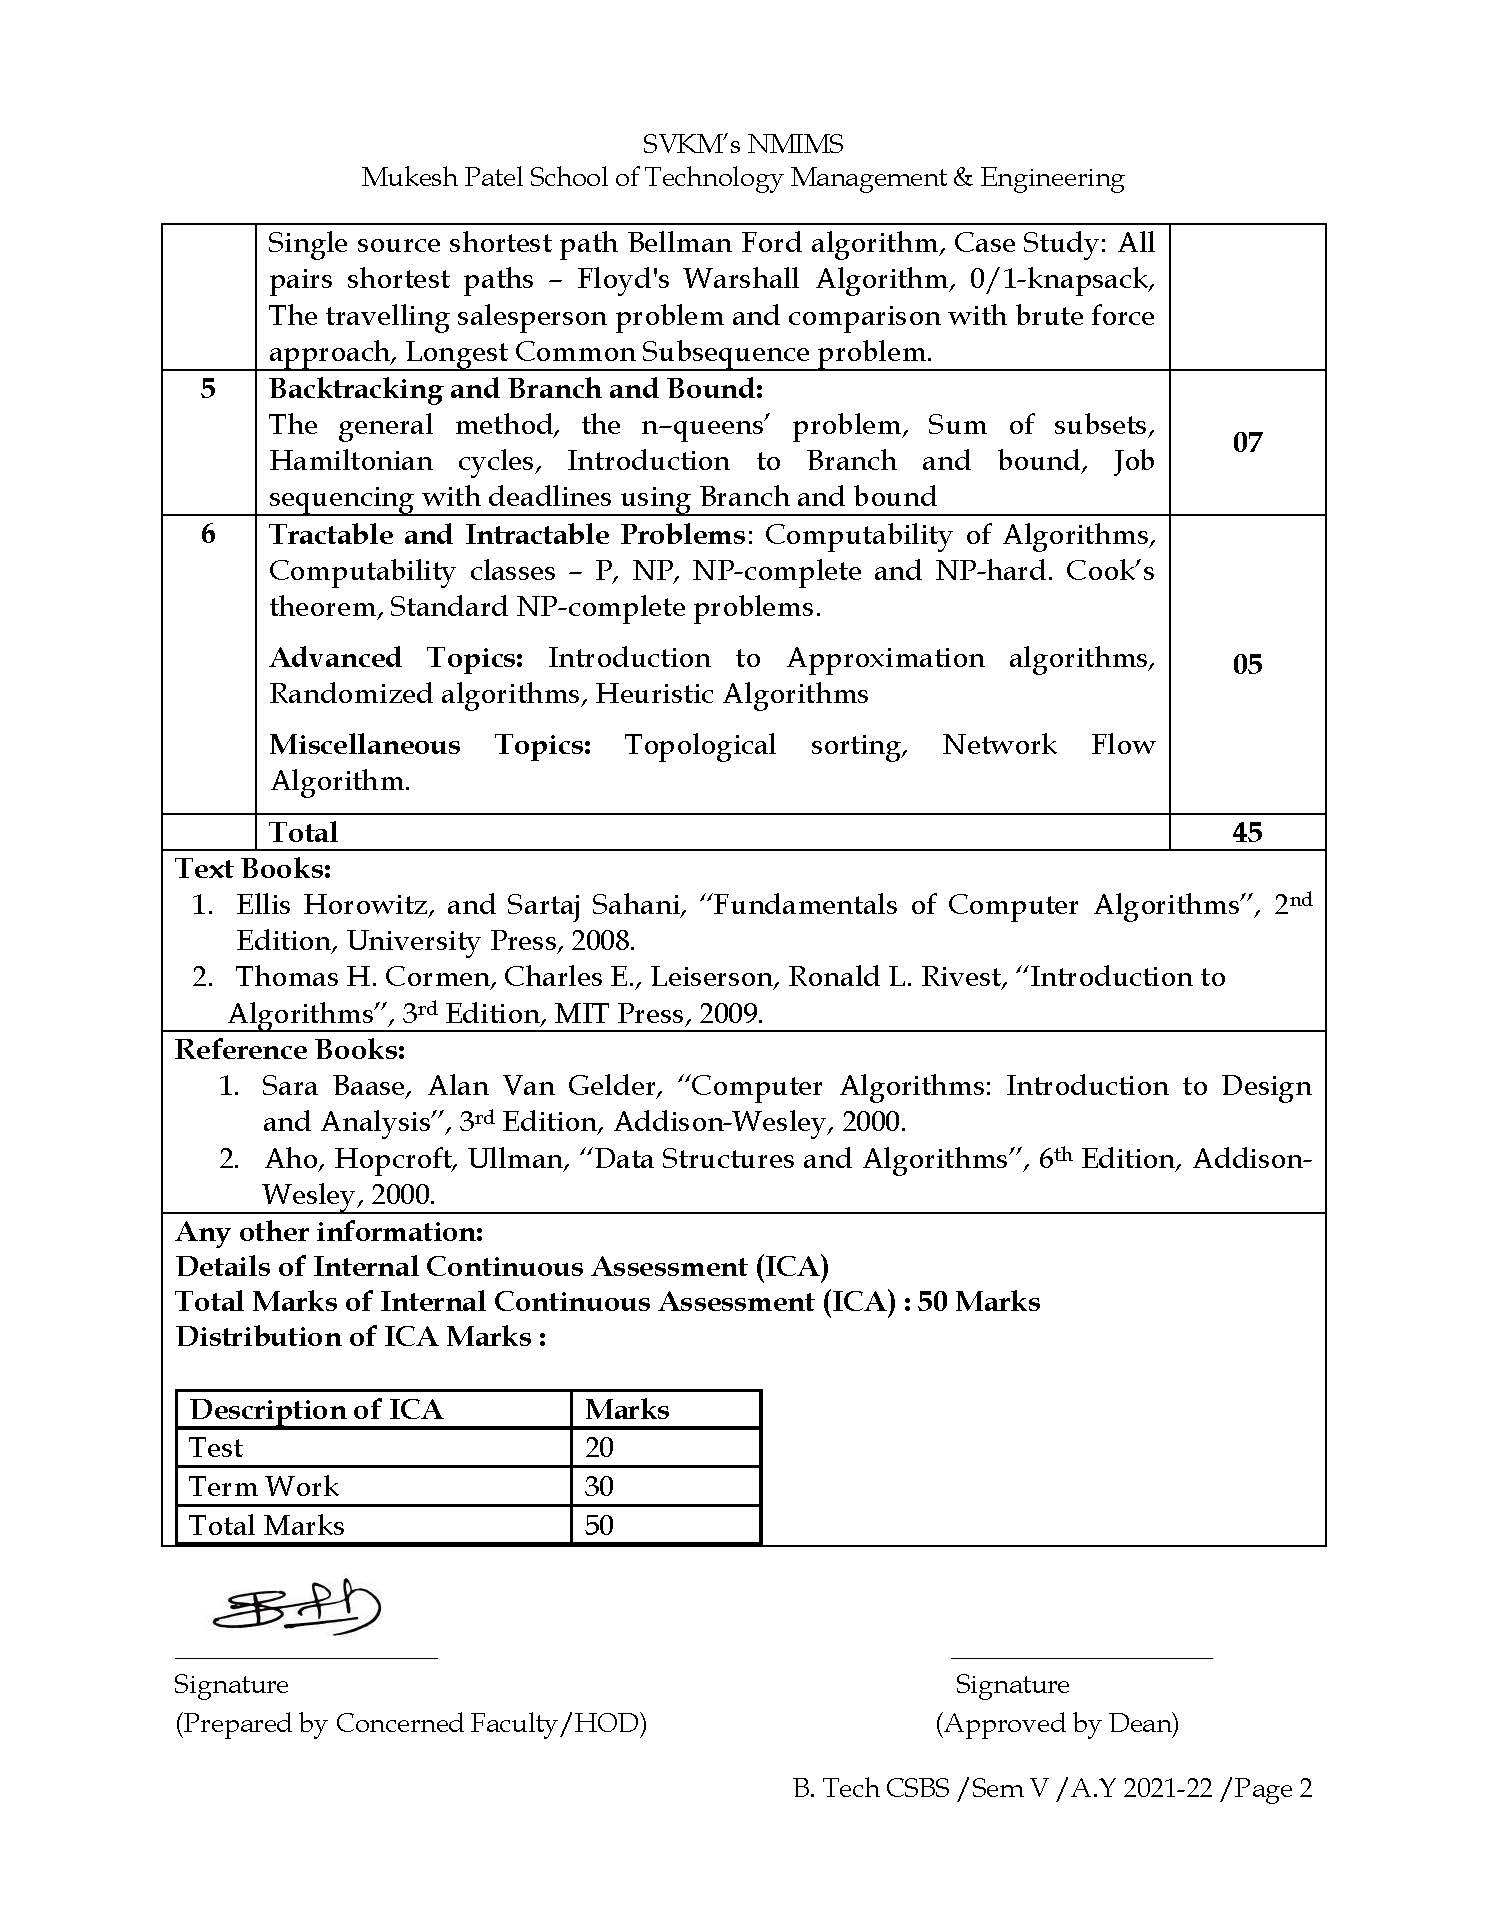 SVKM's NMIMS
Mukesh Patel School of Technology Management & Engineering
Single source shortest path Bellman Ford algorithm, Case Study: All
pairs shortest paths – Floyd's Warshall Algorithm, 0/1-knapsack,
The travelling salesperson problem and comparison with brute force
approach, Longest Common Subsequence problem.
5 Backtracking and Branch and Bound:
The general method, the n–queens' problem, Sum of subsets,
07
Hamiltonian cycles, Introduction to Branch and bound, Job
sequencing with deadlines using Branch and bound
6 Tractable and Intractable Problems: Computability of Algorithms,
Computability classes – P, NP, NP-complete and NP-hard. Cook's
theorem, Standard NP-complete problems.
Advanced Topics: Introduction to Approximation algorithms,
05
Randomized algorithms, Heuristic Algorithms
Miscellaneous Topics: Topological sorting, Network Flow
Algorithm.
Total 45
Text Books:
1. Ellis Horowitz, and Sartaj Sahani, “Fundamentals of Computer Algorithms”, 2nd
Edition, University Press, 2008.
2. Thomas H. Cormen, Charles E., Leiserson, Ronald L. Rivest, “Introduction to
Algorithms”, 3rd Edition, MIT Press, 2009.
Reference Books:
1. Sara Baase, Alan Van Gelder, “Computer Algorithms: Introduction to Design
and Analysis”, 3rd Edition, Addison-Wesley, 2000.
2. Aho, Hopcroft, Ullman, “Data Structures and Algorithms”, 6th Edition, Addison-
Wesley, 2000.
Any other information:
Details of Internal Continuous Assessment (ICA)
Total Marks of Internal Continuous Assessment (ICA) : 50 Marks
Distribution of ICA Marks :
Description of ICA Marks
Test 20
Term Work 30
Total Marks 50
Signature Signature
(Prepared by Concerned Faculty/HOD) (Approved by Dean)
B. Tech CSBS /Sem V /A.Y 2021-22 /Page 2